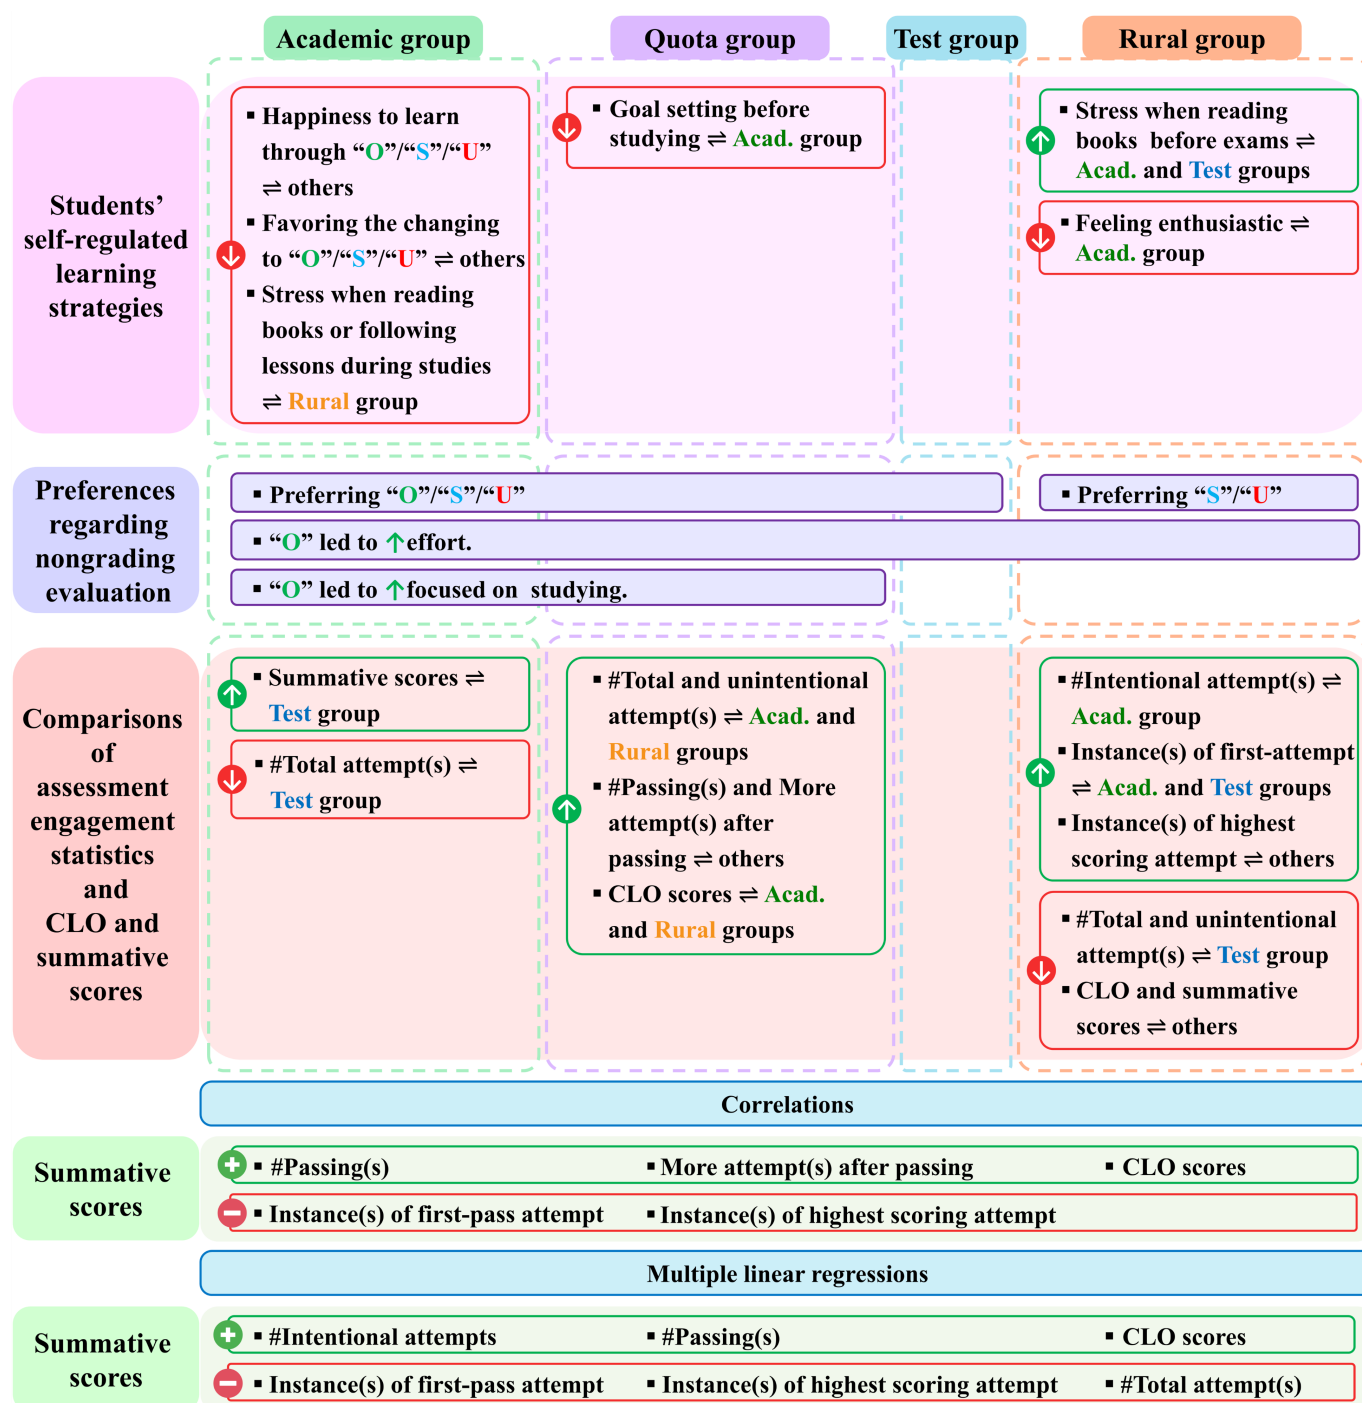 Academic group
Quota group
Test group
Rural group
Students’
self-regulated
learning
strategies
▪ Happiness to learn
through “O”/“S”/“U”
⇌ others
▪ Favoring the changing
to “O”/“S”/“U” ⇌ others
▪ Stress when reading
books or following
lessons during studies
⇌ Rural group
▪ Goal setting before
studying ⇌ Acad. group
▪ Stress when reading
books before exams ⇌
Acad. and Test groups
▪ Feeling enthusiastic ⇌
Acad. group
Preferences
regarding
nongrading
evaluation
▪ Preferring “O”/“S”/“U”
▪ Preferring “S”/“U”
▪ “O” led to ↑effort.
▪ “O” led to ↑focused on studying.
Comparisons
of
assessment
engagement
statistics
and
CLO and
summative
scores
▪ Summative scores ⇌
Test group
▪ #Total attempt(s) ⇌
Test group
▪ #Total and unintentional
attempt(s) ⇌ Acad. and
Rural groups
▪ #Passing(s) and More
attempt(s) after
passing ⇌ others
▪ CLO scores ⇌ Acad.
and Rural groups
▪ #Intentional attempt(s) ⇌
Acad. group
▪ Instance(s) of first-attempt
⇌ Acad. and Test groups
▪ Instance(s) of highest
scoring attempt ⇌ others
▪ #Total and unintentional
attempt(s) ⇌ Test group
▪ CLO and summative
scores ⇌ others
Correlations
Summative
scores
▪ #Passing(s)
▪ More attempt(s) after passing
▪ CLO scores
▪ Instance(s) of first-pass attempt
▪ Instance(s) of highest scoring attempt
Multiple linear regressions
Summative
scores
▪ #Intentional attempts
▪ #Passing(s)
▪ CLO scores
▪ Instance(s) of first-pass attempt
▪ Instance(s) of highest scoring attempt
▪ #Total attempt(s)